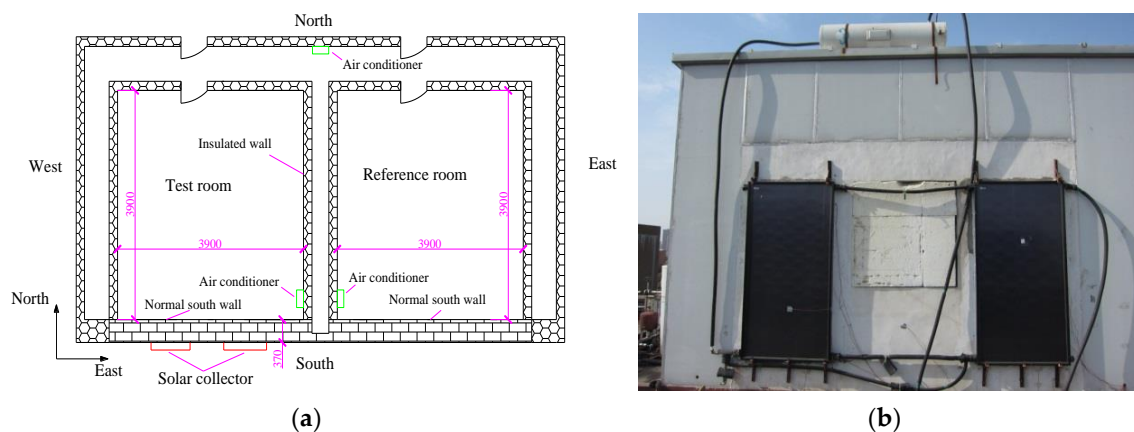 North
Air conditioner
Insulated wall
West
East
Test room
Reference room
3900
3900
3900
3900
Air conditioner
Air conditioner
North
Normal south wall
Normal south wall
370
East
South
Solar collector
(a)
(b)